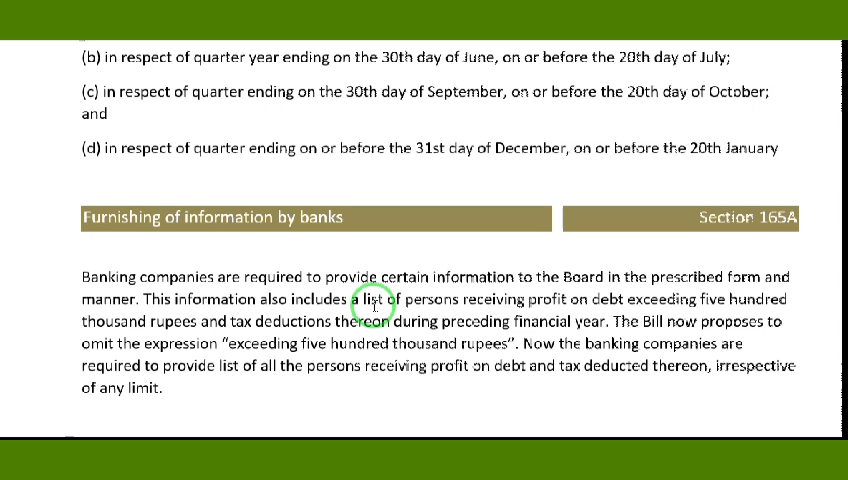 (b) in respect of quarter year ending on the 30th day of June, on or before the 20th day of July;
(c) in respect of quarter ending on the 30th day of September, on or before the 20th day of October;
and
(d) in respect of quarter ending on or before the 31st day of December, on or before the 20th January
Furnishing of information by banks Section 165A
Banking companies are required to provide certain information to the Board in the prescribed form and
manner. This information also includes a list of persons receiving profit on debt exceeding five hundred
thousand rupees and tax deductions thereon during preceding financial year. The Bill now proposes to
omit the expression “exceeding five hundred thousand rupees”. Now the banking companies are
required to provide list of all the persons receiving profit on debt and tax deducted thereon, irrespective
of any limit.